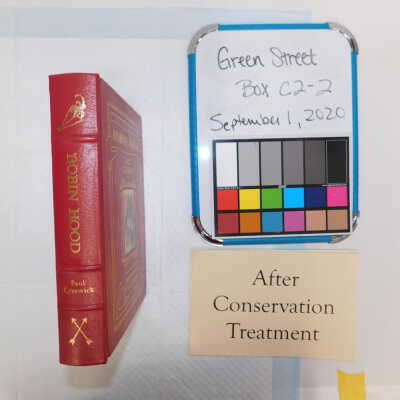 ROBIN HOOD
Paul
Creswick
Green Street
Box C2-2
September 1, 2020
After
Conservation
Treatment